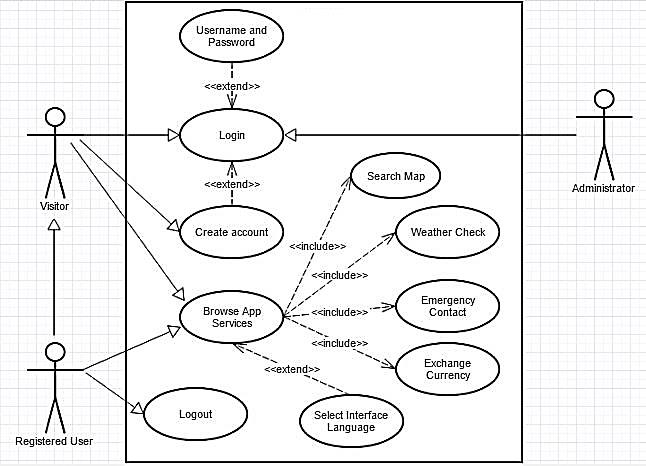 Username and
Password
<<extend>>
Login
<<extend>>
Visitor
Administrator
Search Map
Create account
Weather Check
<<include>>
<<include>>
Browse App
Services
<<include>>
Emergency
Contact
<<include>>
Exchange
Currency
<<extend>>
Logout
Select Interface
Language
Registered User